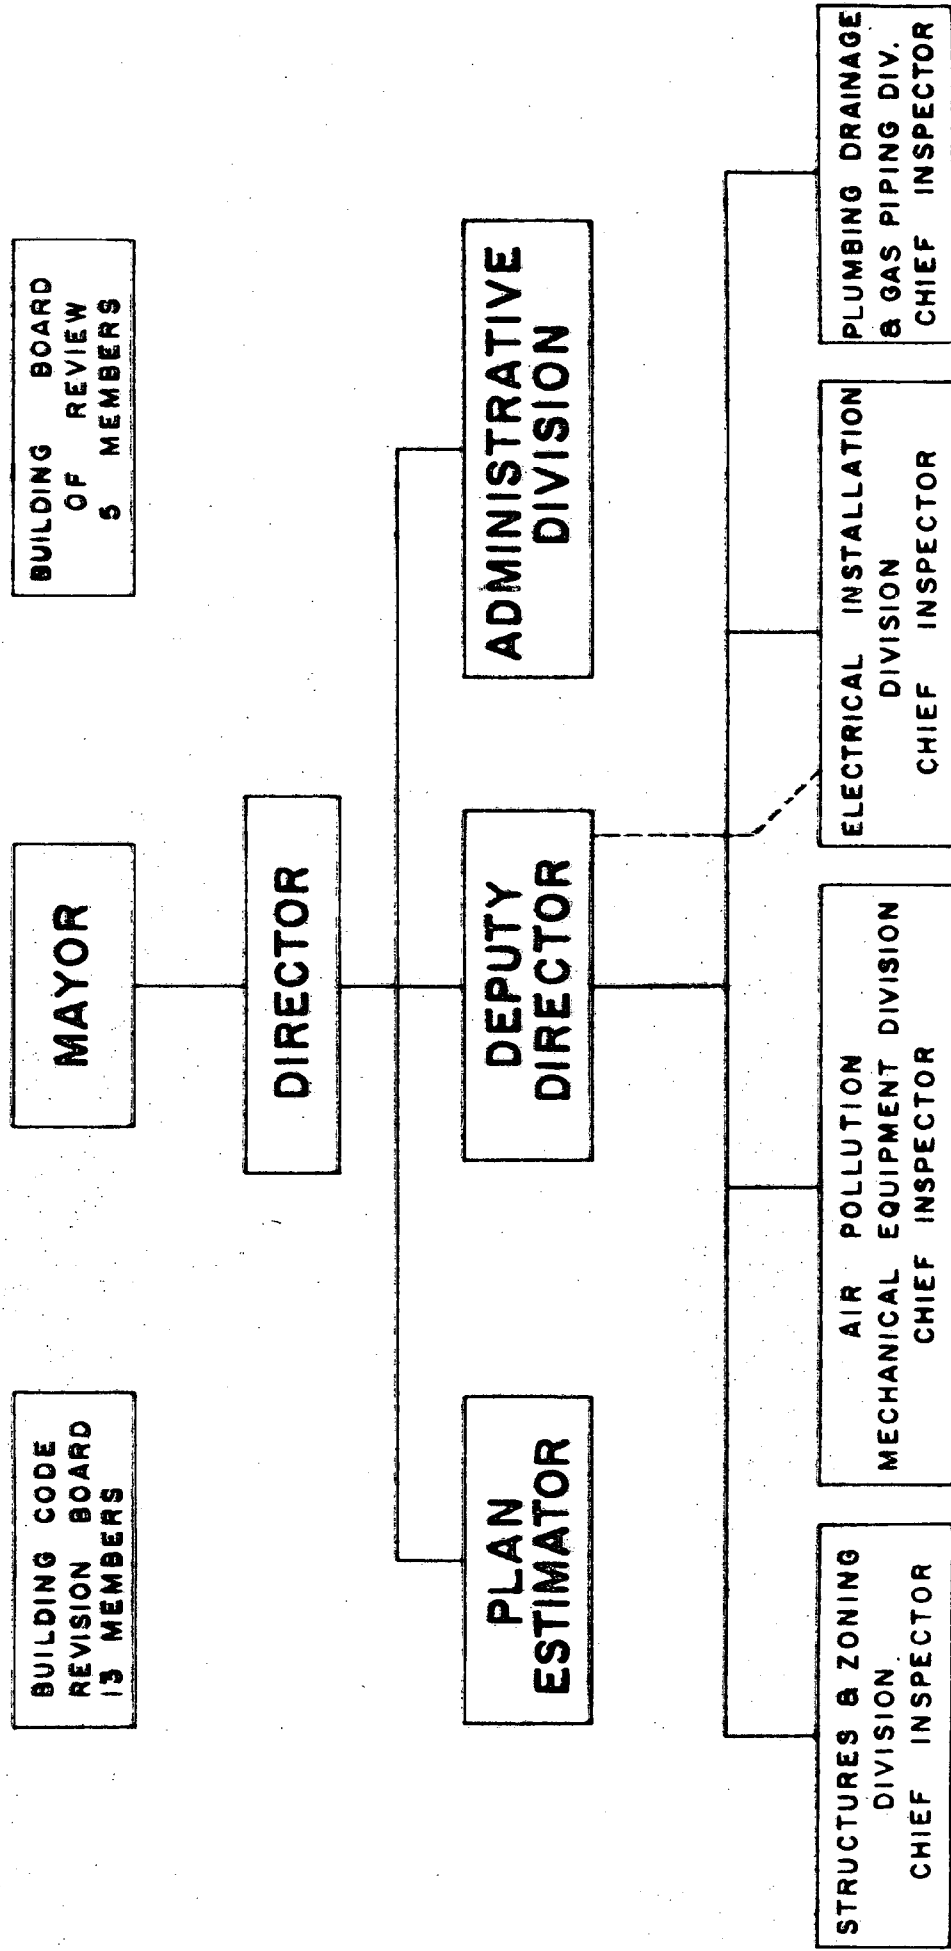 BUILDING CODE
REVISION BOARD
13 MEMBERS
MAYOR
BUILDING BOARD
OF REVIEW
5 MEMBERS
DIRECTOR
PLAN
ESTIMATOR
DEPUTY
DIRECTOR
ADMINISTRATIVE
DIVISION
STRUCTURES & ZONING
DIVISION
CHIEF INSPECTOR
AIR POLLUTION
MECHANICAL EQUIPMENT DIVISION
CHIEF INSPECTOR
ELECTRICAL INSTALLATION
DIVISION
CHIEF INSPECTOR
PLUMBING DRAINAGE
& GAS PIPING DIV.
CHIEF INSPECTOR